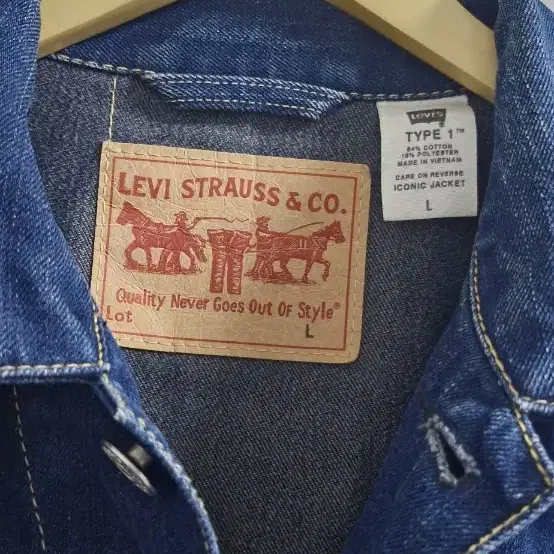 LEVI STRAUSS & CO.
Quality Never Goes Out Of Style®
Lot
L
Levi's
®
TYPE 1™
84% COTTON
16% POLYESTER
MADE IN VIETNAM
CARE ON REVERSE
ICONIC JACKET
L